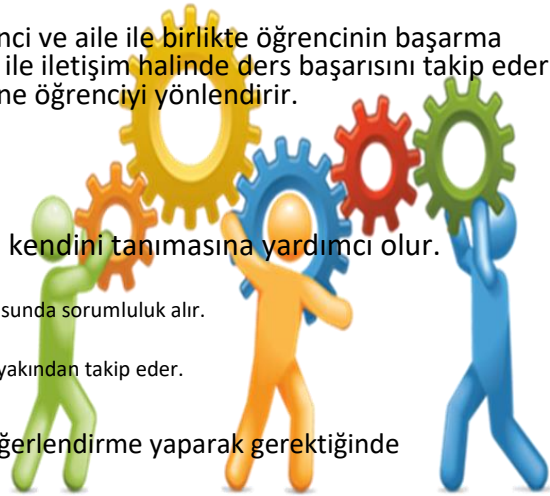 nci ve aile ile birlikte öğrencinin başarma
ile iletişim halinde ders başarısını takip eder
ne öğrenciyi yönlendirir.
kendini tanımasına yardımcı olur.
sunda sorumluluk alır.
yakından takip eder.
ğerlendirme yaparak gerektiğinde